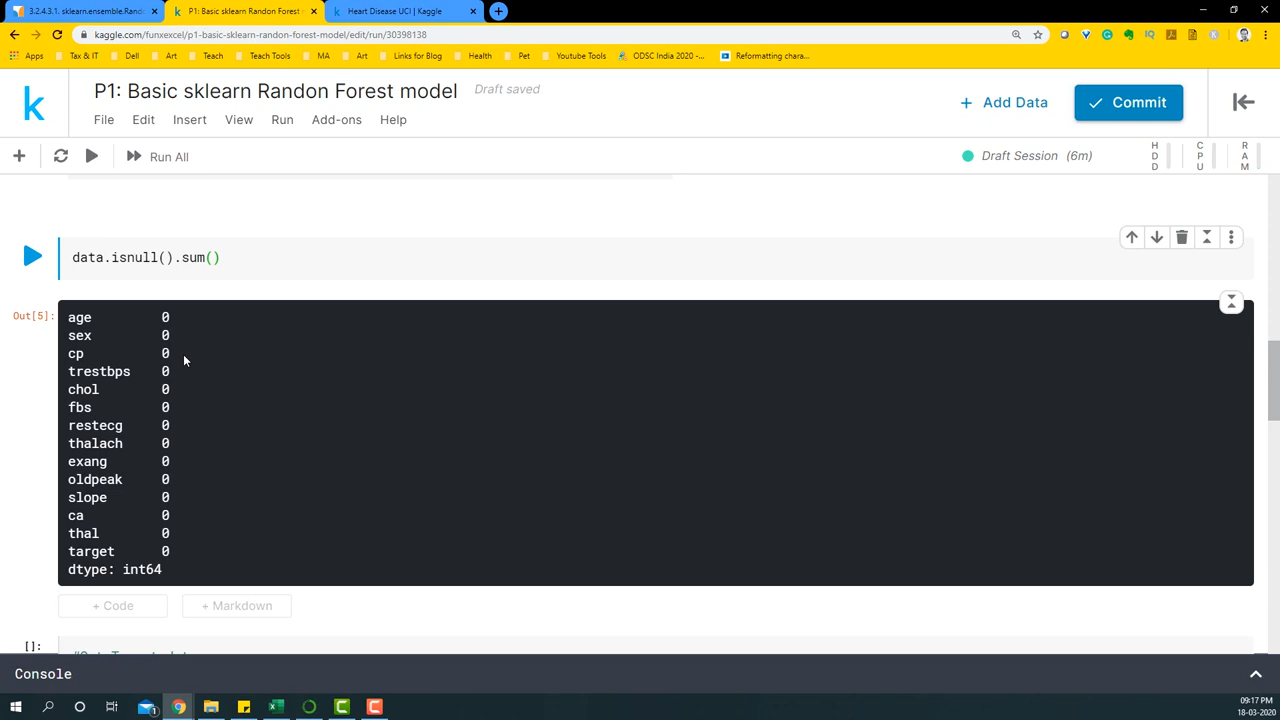 3.2.4.3.1. sklearn.ensemble.Rand
P1: Basic sklearn Randon Forest
Heart Disease UCI | Kaggle
kaggle.com/funxexcel/p1-basic-sklearn-random-forest-model/edit/run/30398138
Apps Tax & IT Dell Art Teach Teach Tools MA Art Links for Blog Health Pet Youtube Tools ODSC India 2020 -... Reformatting chara...
k P1: Basic sklearn Randon Forest model Draft saved
+ Add Data Commit
File Edit View Insert Run Add-ons Help
Run All Draft Session (6m) HDD CPU RAM
data.isnull().sum()
Out[5]: age 0
sex 0
cp 0
trestbps 0
chol 0
fbs 0
restecg 0
thalach 0
exang 0
oldpeak 0
slope 0
ca 0
thal 0
target 0
dtype: int64
+ Code + Markdown
[]:
Console
09:17 PM
18-03-2020